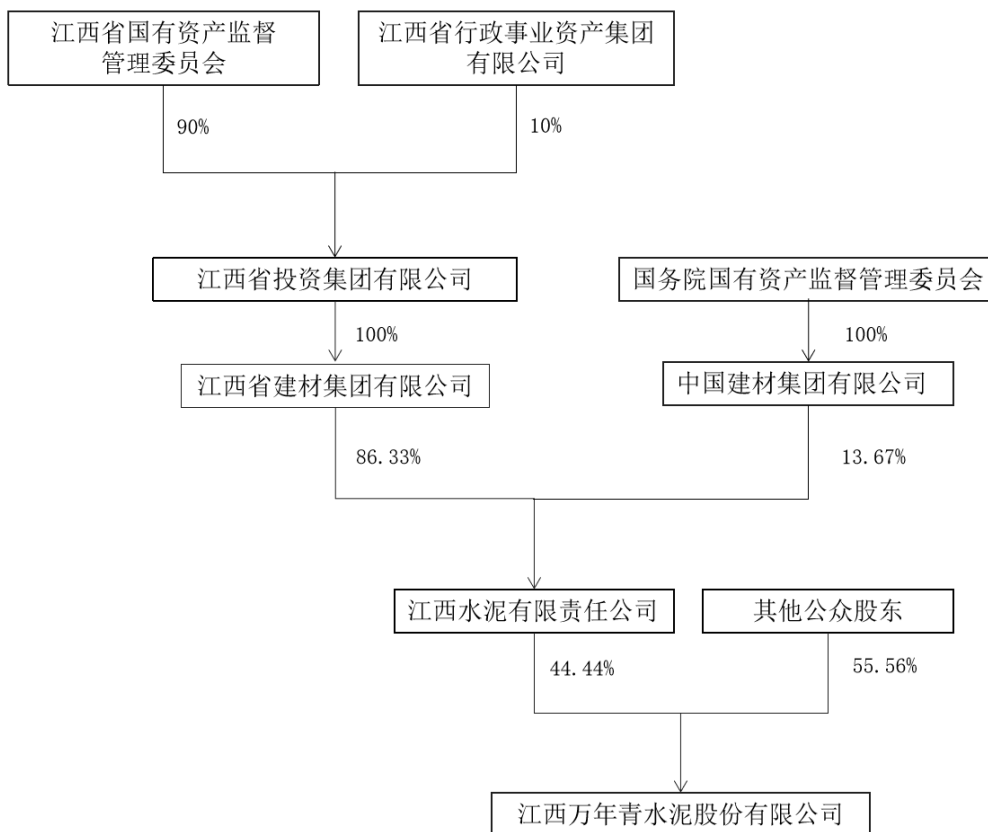 江西省国有资产监督
管理委员会
江西省行政事业资产集团
有限公司
90%
10%
江西省投资集团有限公司
国务院国有资产监督管理委员会
100%
100%
江西省建材集团有限公司
中国建材集团有限公司
86.33%
13.67%
江西水泥有限责任公司
其他公众股东
44.44%
55.56%
江西万年青水泥股份有限公司